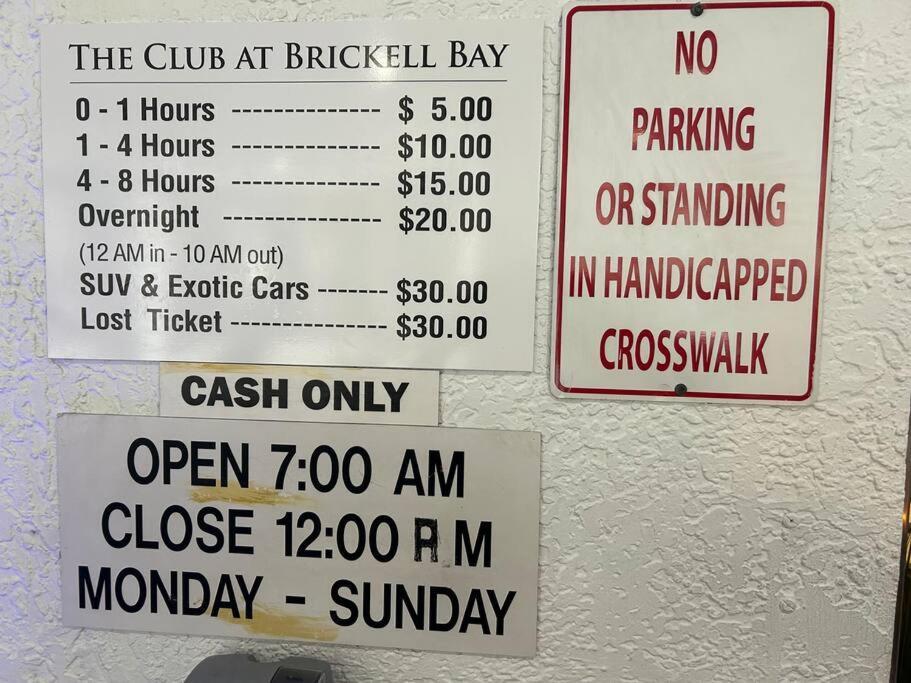 THE CLUB AT BRICKELL BAY
0 - 1 Hours --------------- $ 5.00
1 - 4 Hours --------------- $10.00
4 - 8 Hours --------------- $15.00
Overnight ---------------- $20.00
(12 AM in - 10 AM out)
SUV & Exotic Cars ------- $30.00
Lost Ticket ---------------- $30.00
CASH ONLY
OPEN 7:00 AM
CLOSE 12:00 A M
MONDAY - SUNDAY
NO
PARKING
OR STANDING
IN HANDICAPPED
CROSSWALK